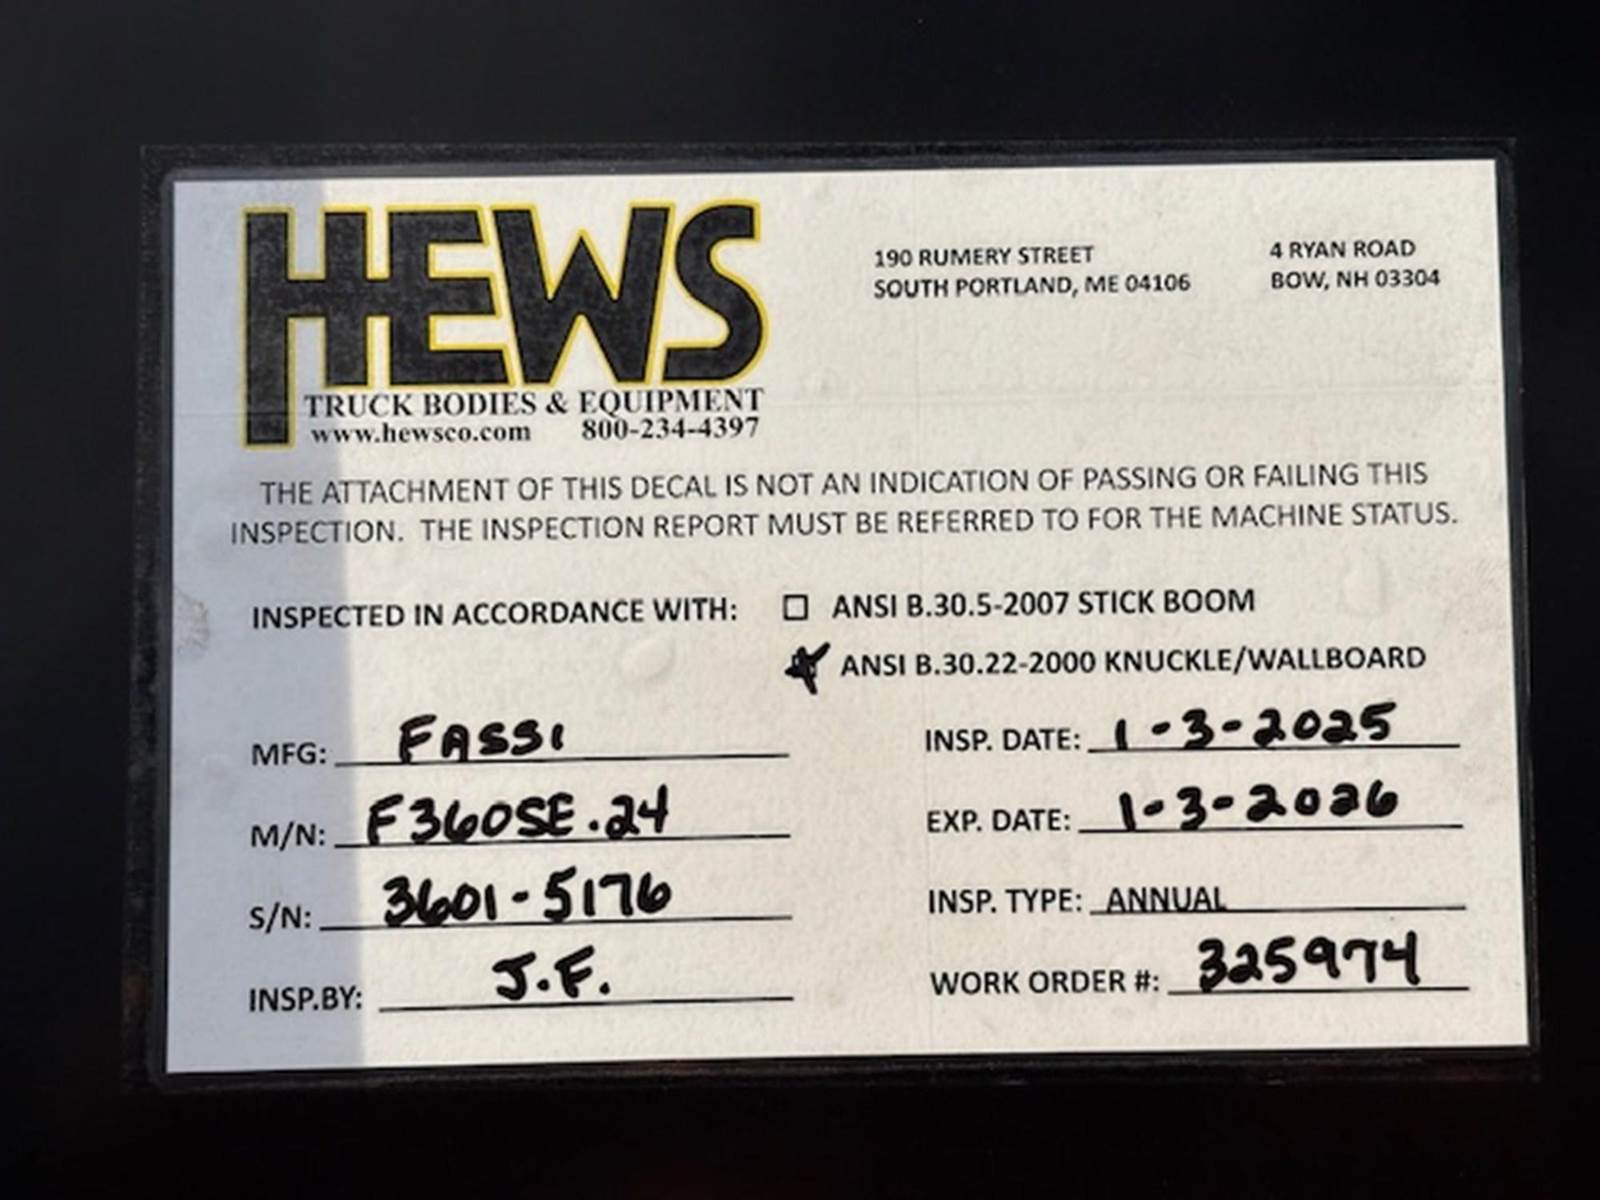 HEWS
TRUCK BODIES & EQUIPMENT
www.hewsco.com 800-234-4397
190 RUMERY STREET
SOUTH PORTLAND, ME 04106
4 RYAN ROAD
BOW, NH 03304
THE ATTACHMENT OF THIS DECAL IS NOT AN INDICATION OF PASSING OR FAILING THIS
INSPECTION. THE INSPECTION REPORT MUST BE REFERRED TO FOR THE MACHINE STATUS.
INSPECTED IN ACCORDANCE WITH: ☐ ANSI B.30.5-2007 STICK BOOM
ANSI B.30.22-2000 KNUCKLE/WALLBOARD
MFG: FASSI
INSP. DATE: 1-3-2025
M/N: F360SE.24
EXP. DATE: 1-3-2026
S/N: 3601-5176
INSP. TYPE: ANNUAL
INSP.BY: J.F.
WORK ORDER #: 325974